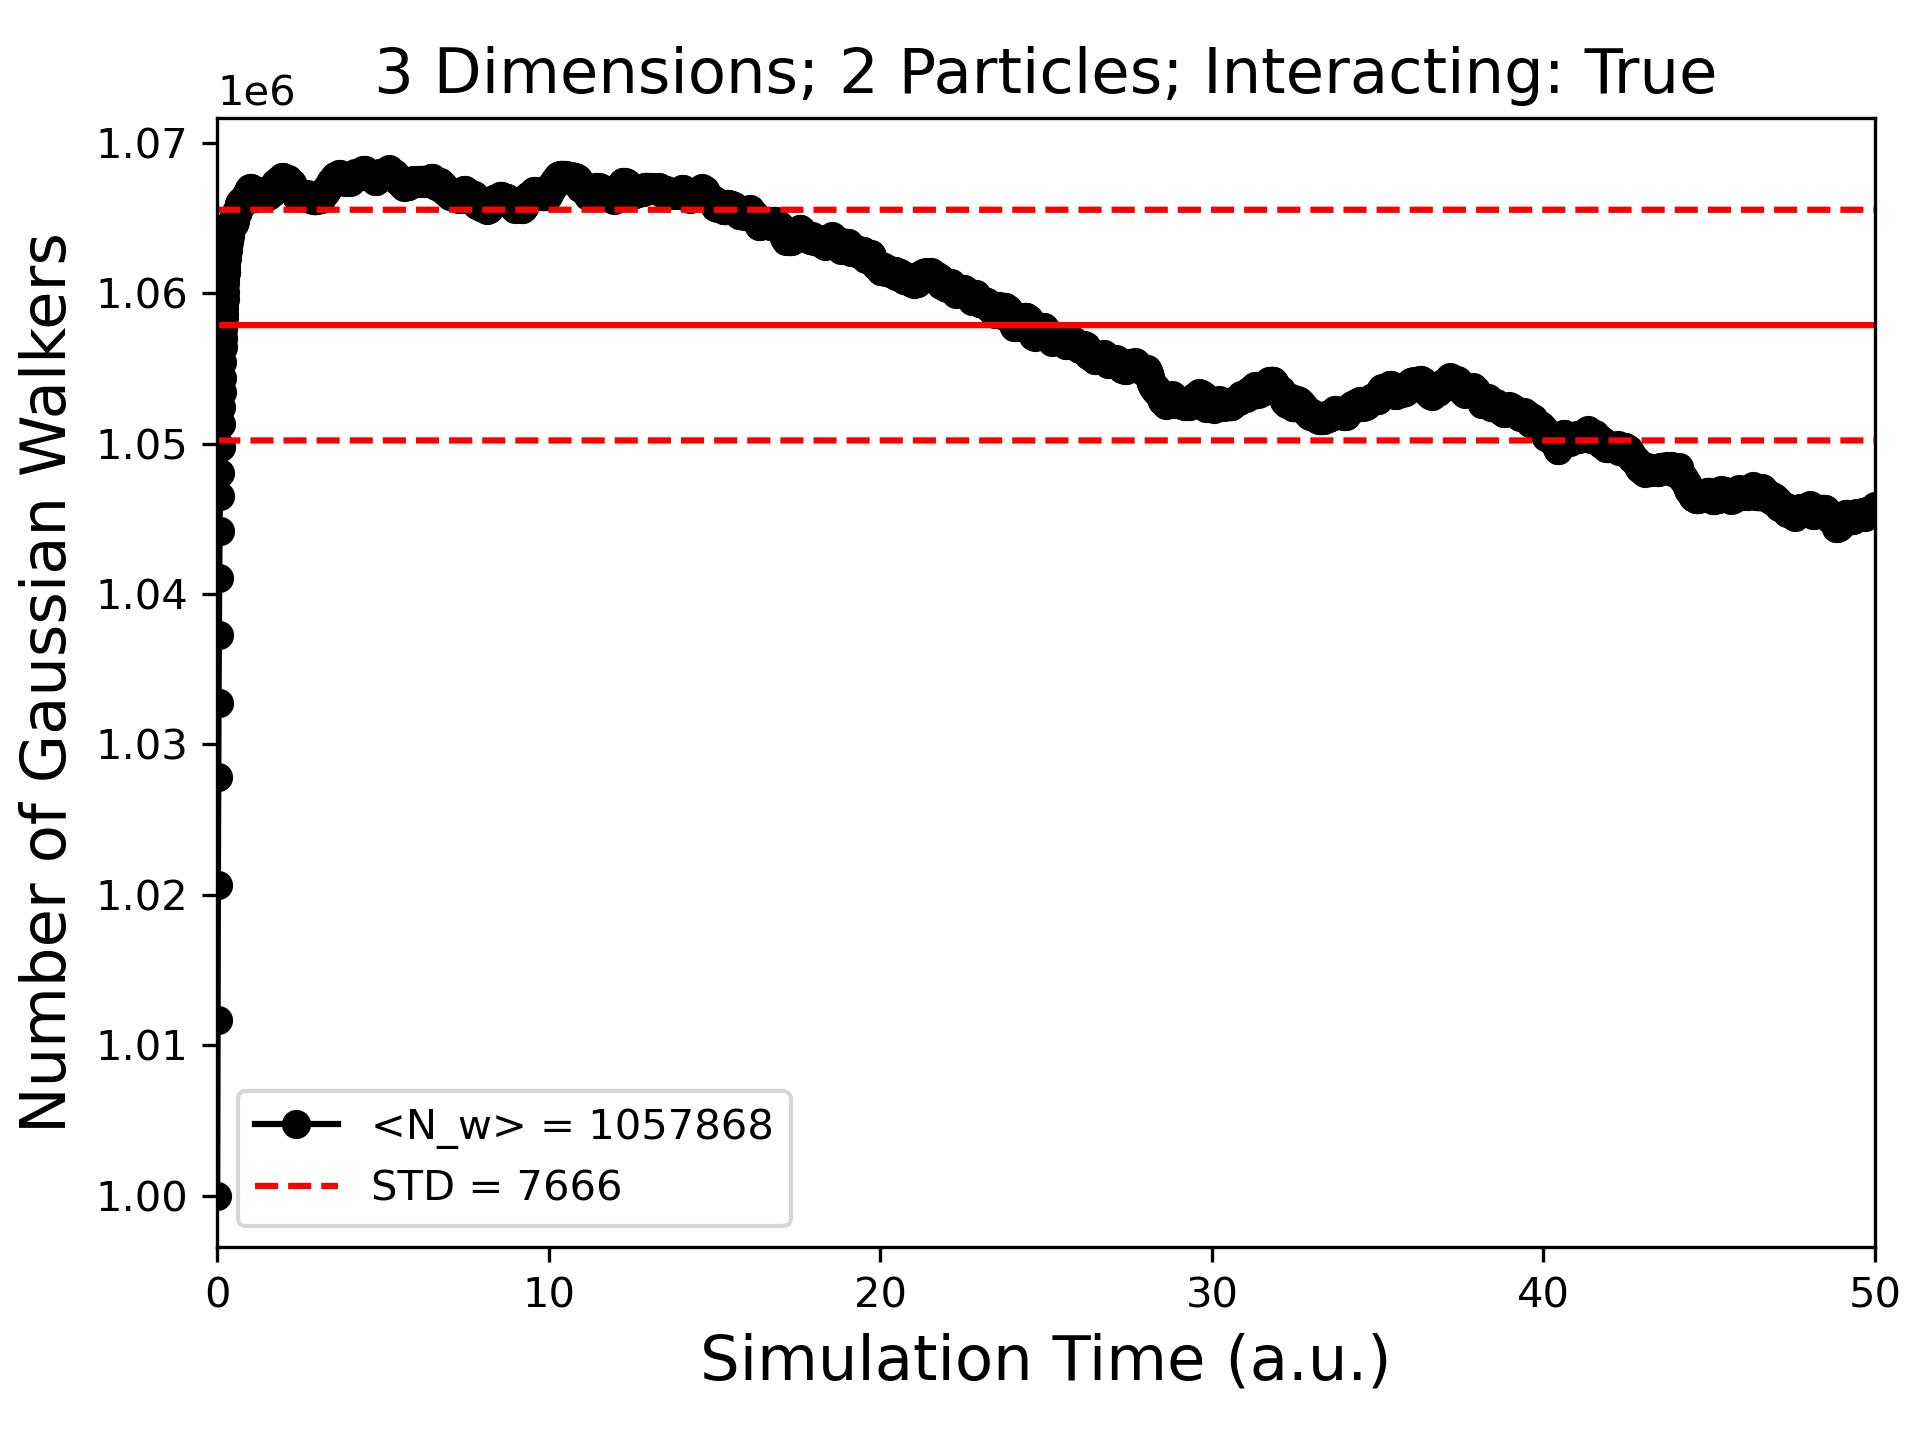 3 Dimensions; 2 Particles; Interacting: True
1e6
1.07
1.06
1.05
1.04
1.03
1.02
1.01
1.00
Number of Gaussian Walkers
<N_w> = 1057868
STD = 7666
0 10 20 30 40 50
Simulation Time (a.u.)